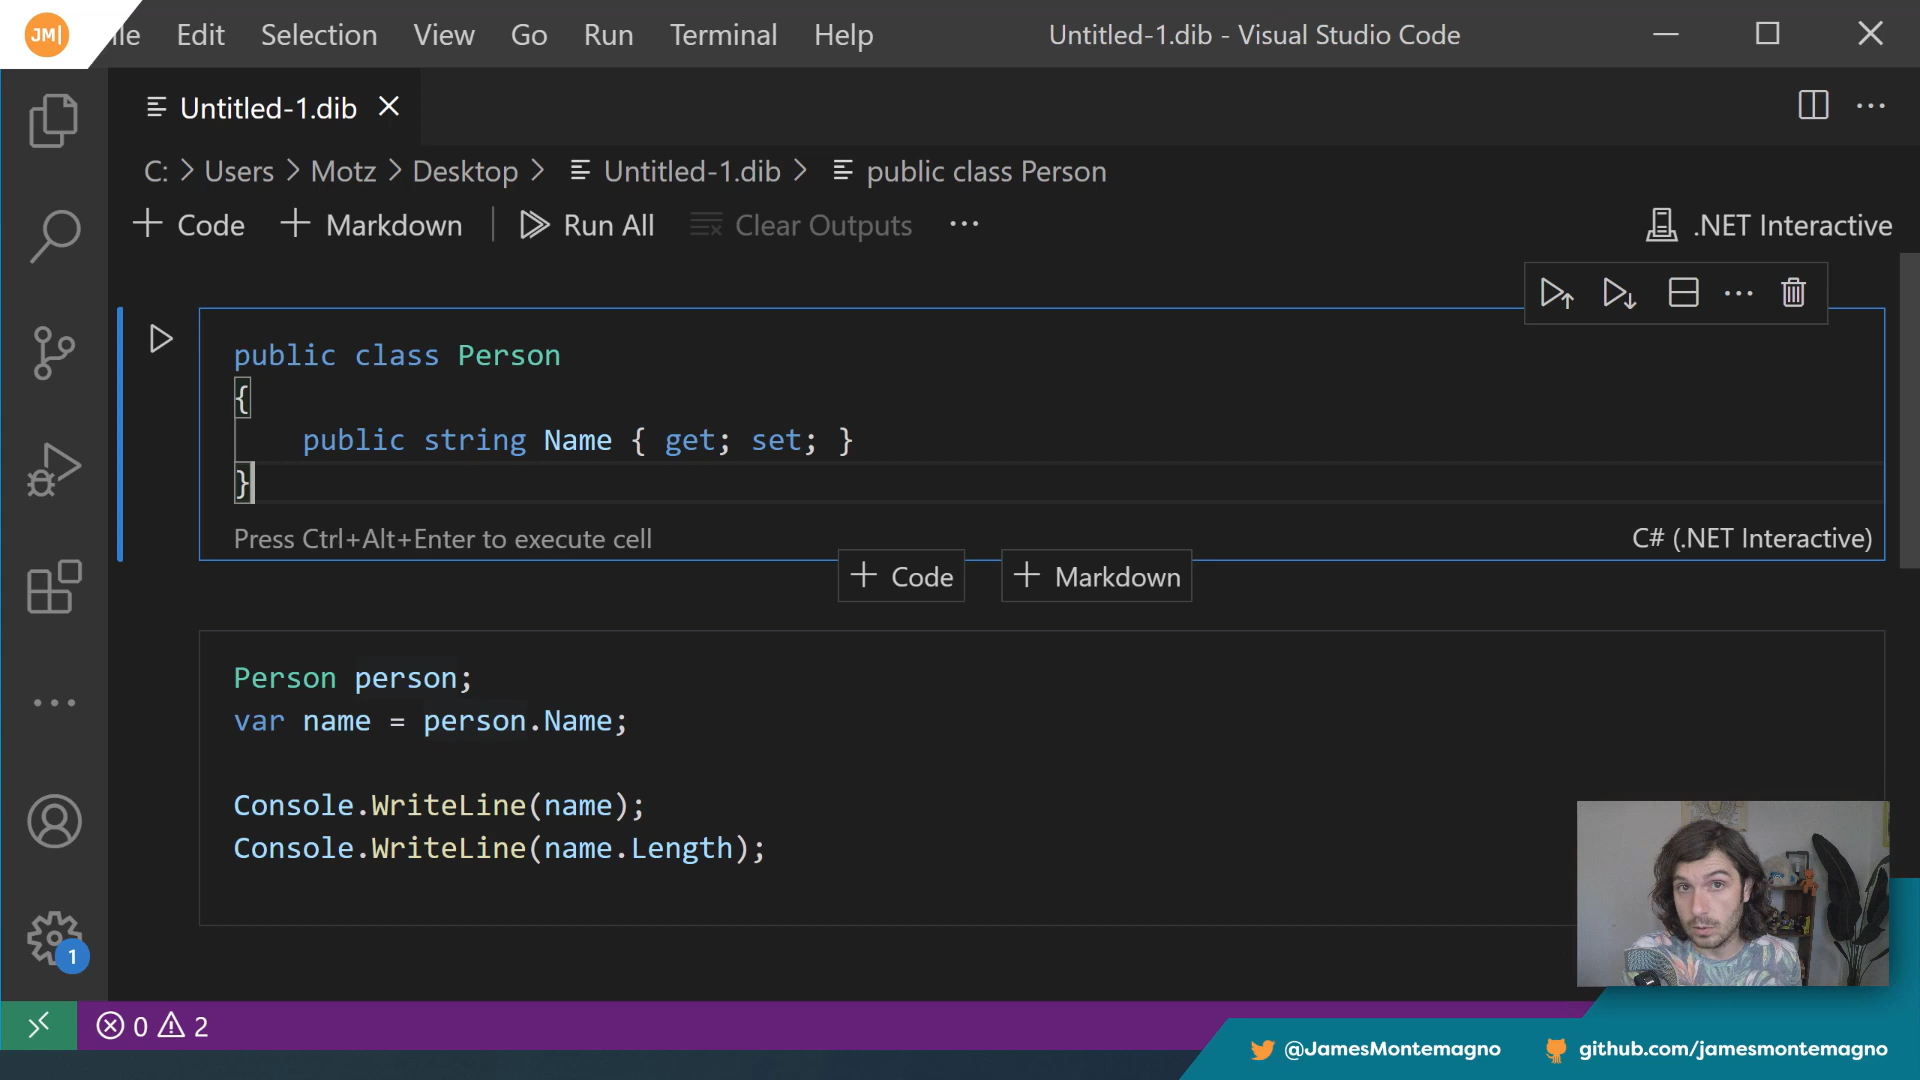 JM|
ile Edit Selection View Go Run Terminal Help Untitled-1.dib - Visual Studio Code
Untitled-1.dib
C: > Users > Motz > Desktop > Untitled-1.dib > public class Person
+ Code + Markdown Run All Clear Outputs ··· .NET Interactive
public class Person
{
public string Name { get; set; }
}
Press Ctrl+Alt+Enter to execute cell C# (.NET Interactive)
+ Code + Markdown
Person person;
var name = person.Name;
Console.WriteLine(name);
Console.WriteLine(name.Length);
1
0 2
@JamesMontemagno github.com/jamesmontemagno